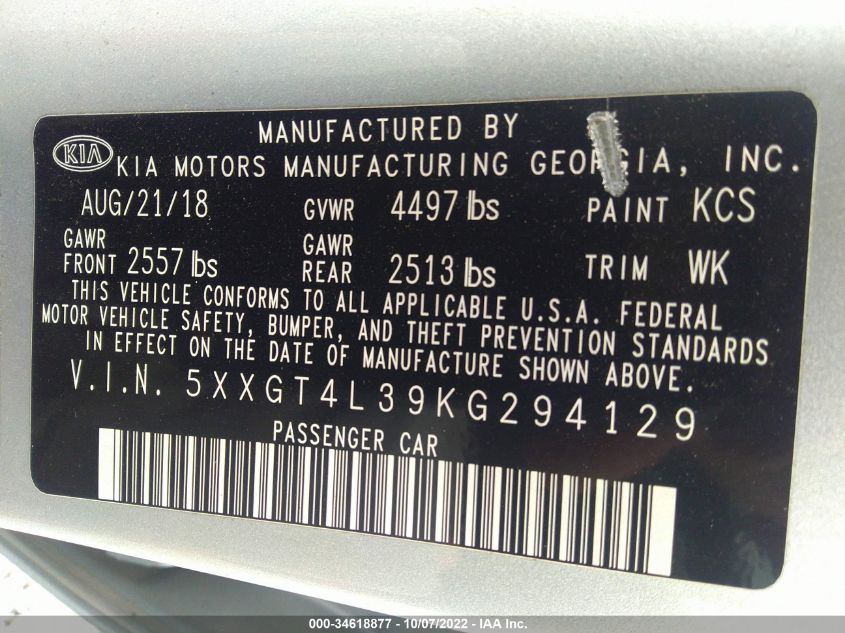 MANUFACTURED BY
KIA KIA MOTORS MANUFACTURING GEORGIA, INC.
AUG/21/18 GVWR 4497 lbs PAINT KCS
GAWR GAWR
FRONT 2557 lbs REAR 2513 lbs TRIM WK
THIS VEHICLE CONFORMS TO ALL APPLICABLE U.S.A. FEDERAL
MOTOR VEHICLE SAFETY, BUMPER, AND THEFT PREVENTION STANDARDS
IN EFFECT ON THE DATE OF MANUFACTURE SHOWN ABOVE.
V.I.N. 5XXGT4L39KG294129
PASSENGER CAR
000-34618877 - 10/07/2022 - IAA Inc.